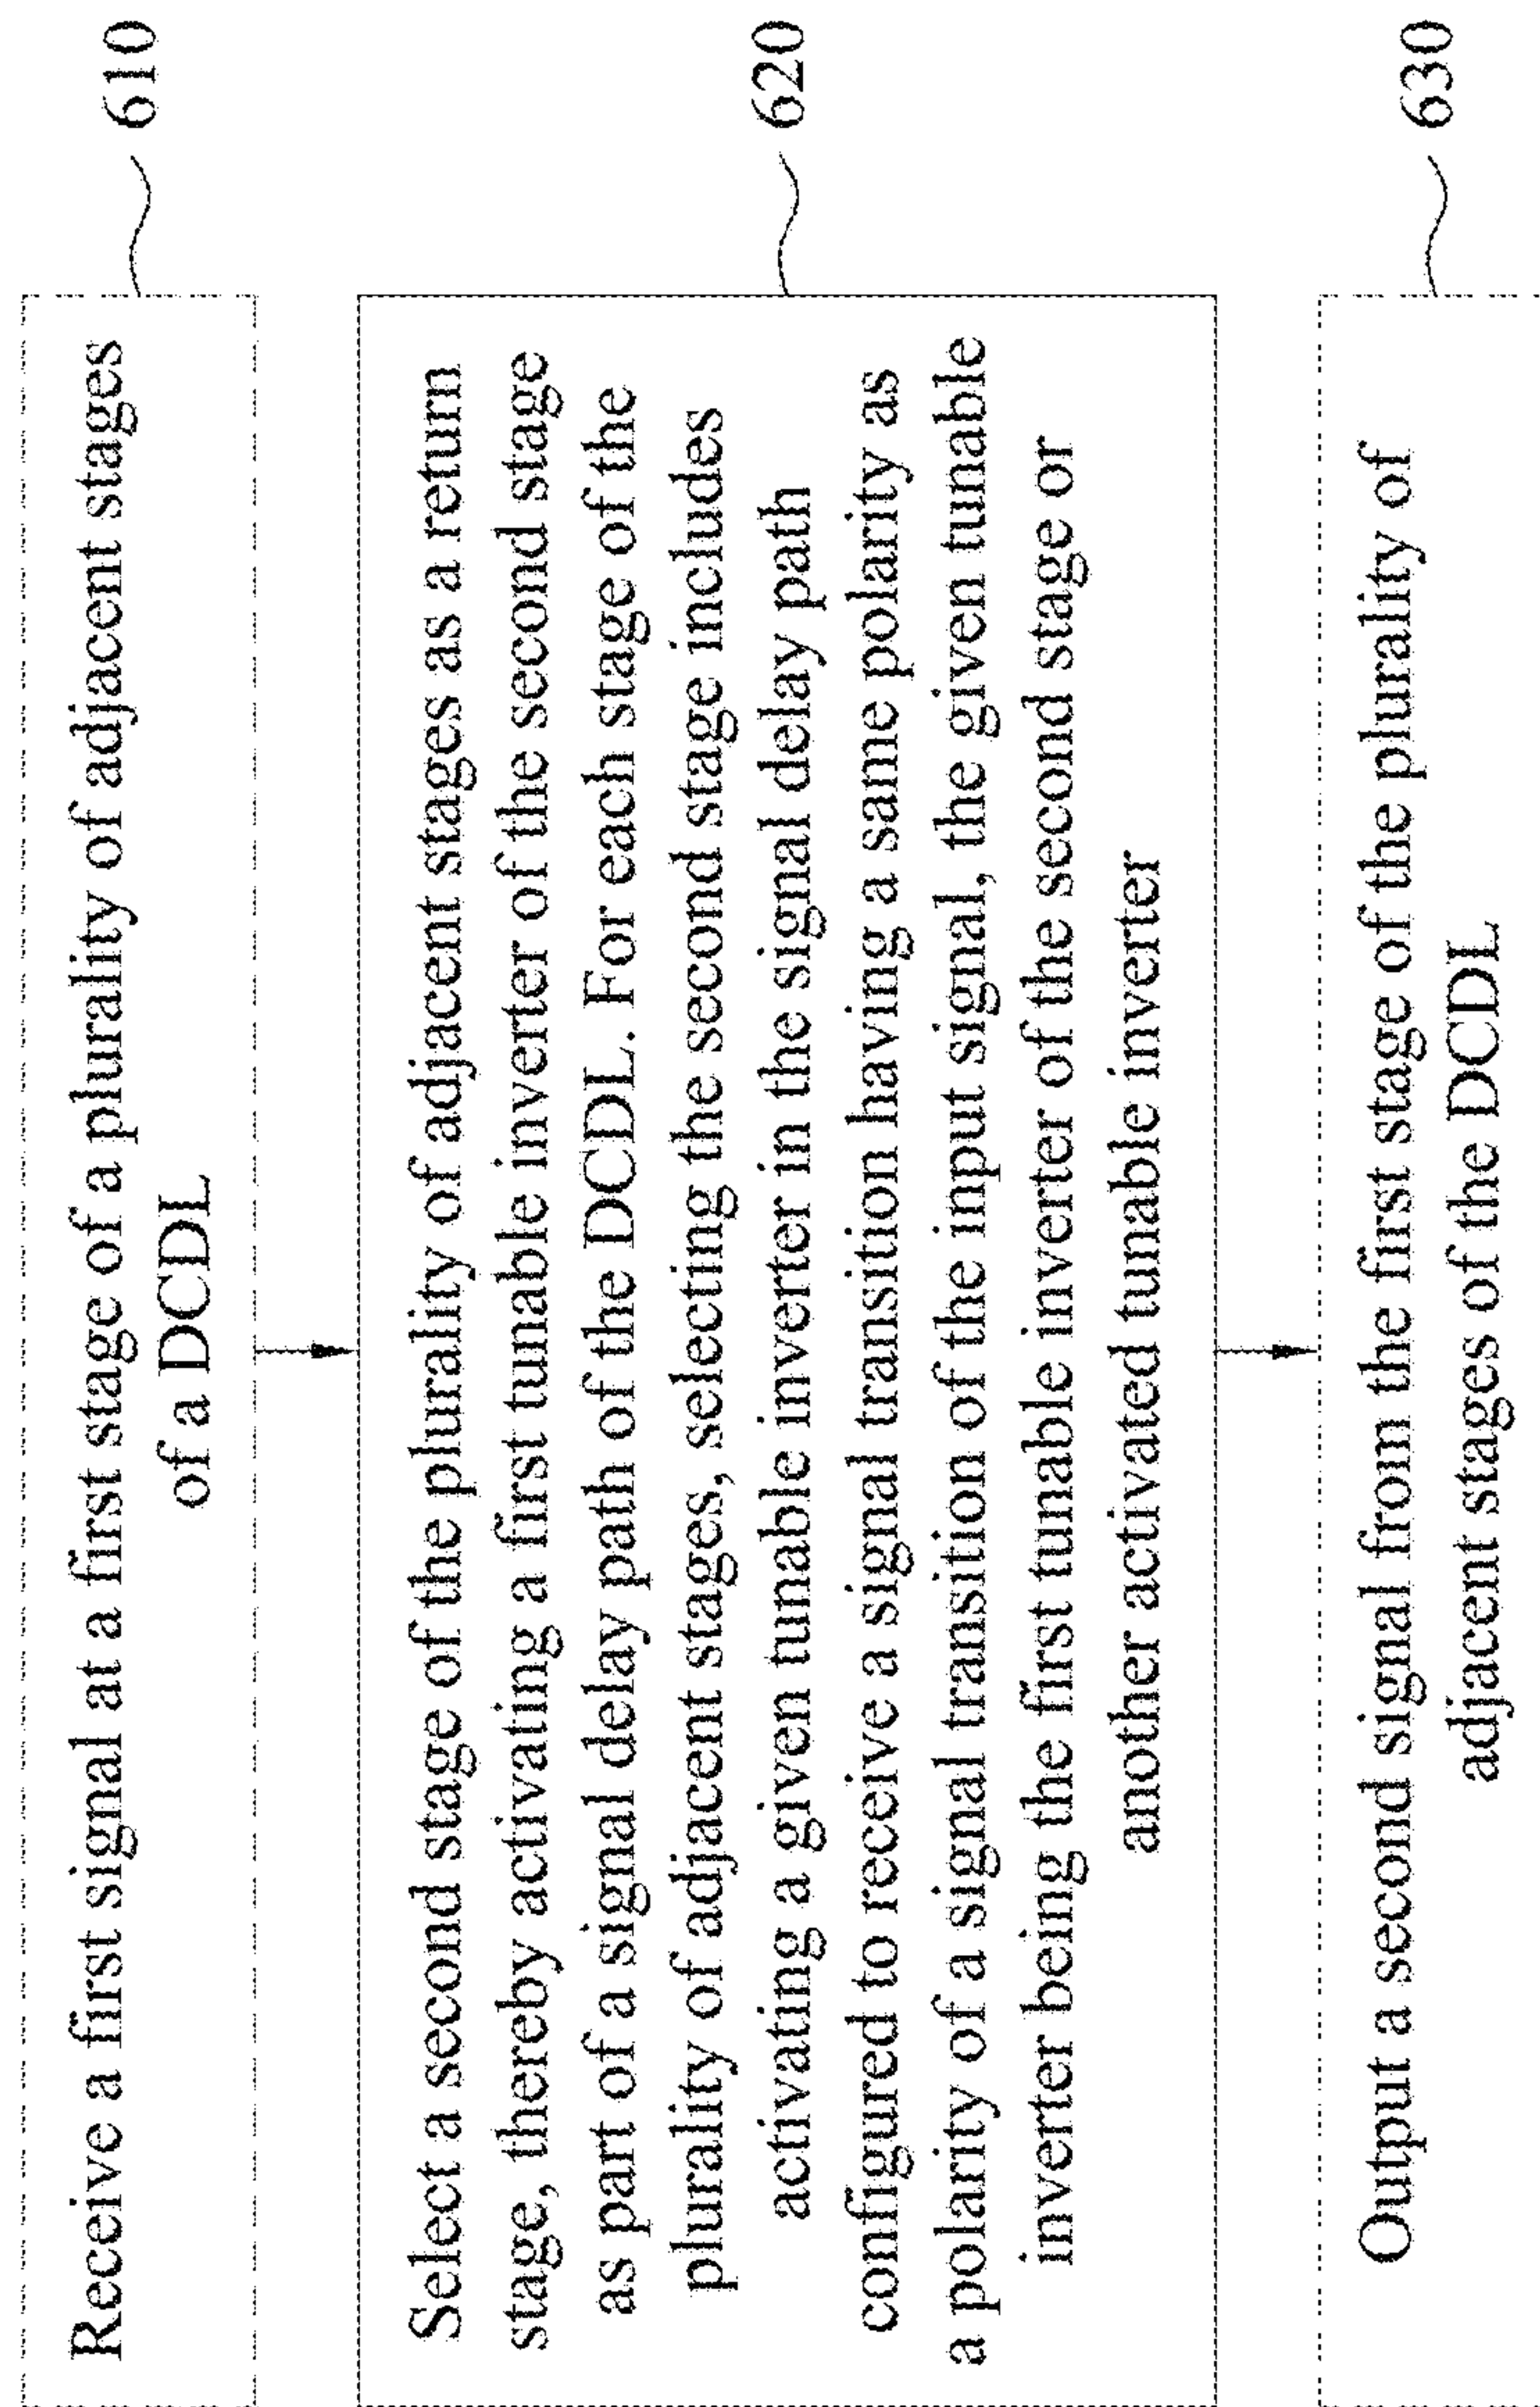 Receive a first signal at a first stage of a plurality of adjacent stages
of a DCDL
610
Select a second stage of the plurality of adjacent stages as a return
stage, thereby activating a first tunable inverter of the second stage
as part of a signal delay path of the DCDL. For each stage of the
plurality of adjacent stages, selecting the second stage includes
activating a given tunable inverter in the signal delay path
configured to receive a signal transition having a same polarity as
a polarity of a signal transition of the input signal, the given tunable
inverter being the first tunable inverter of the second stage or
another activated tunable inverter
620
Output a second signal from the first stage of the plurality of
adjacent stages of the DCDL
630